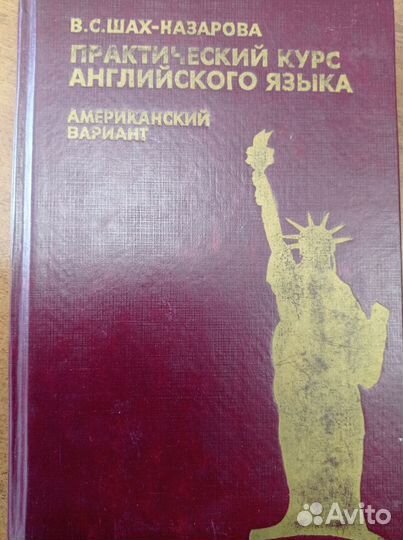 В.С.ШАХ-НАЗАРОВА
ПРАКТИЧЕСКИЙ КУРС
АНГЛИЙСКОГО ЯЗЫКА
АМЕРИКАНСКИЙ
ВАРИАНТ
Avito